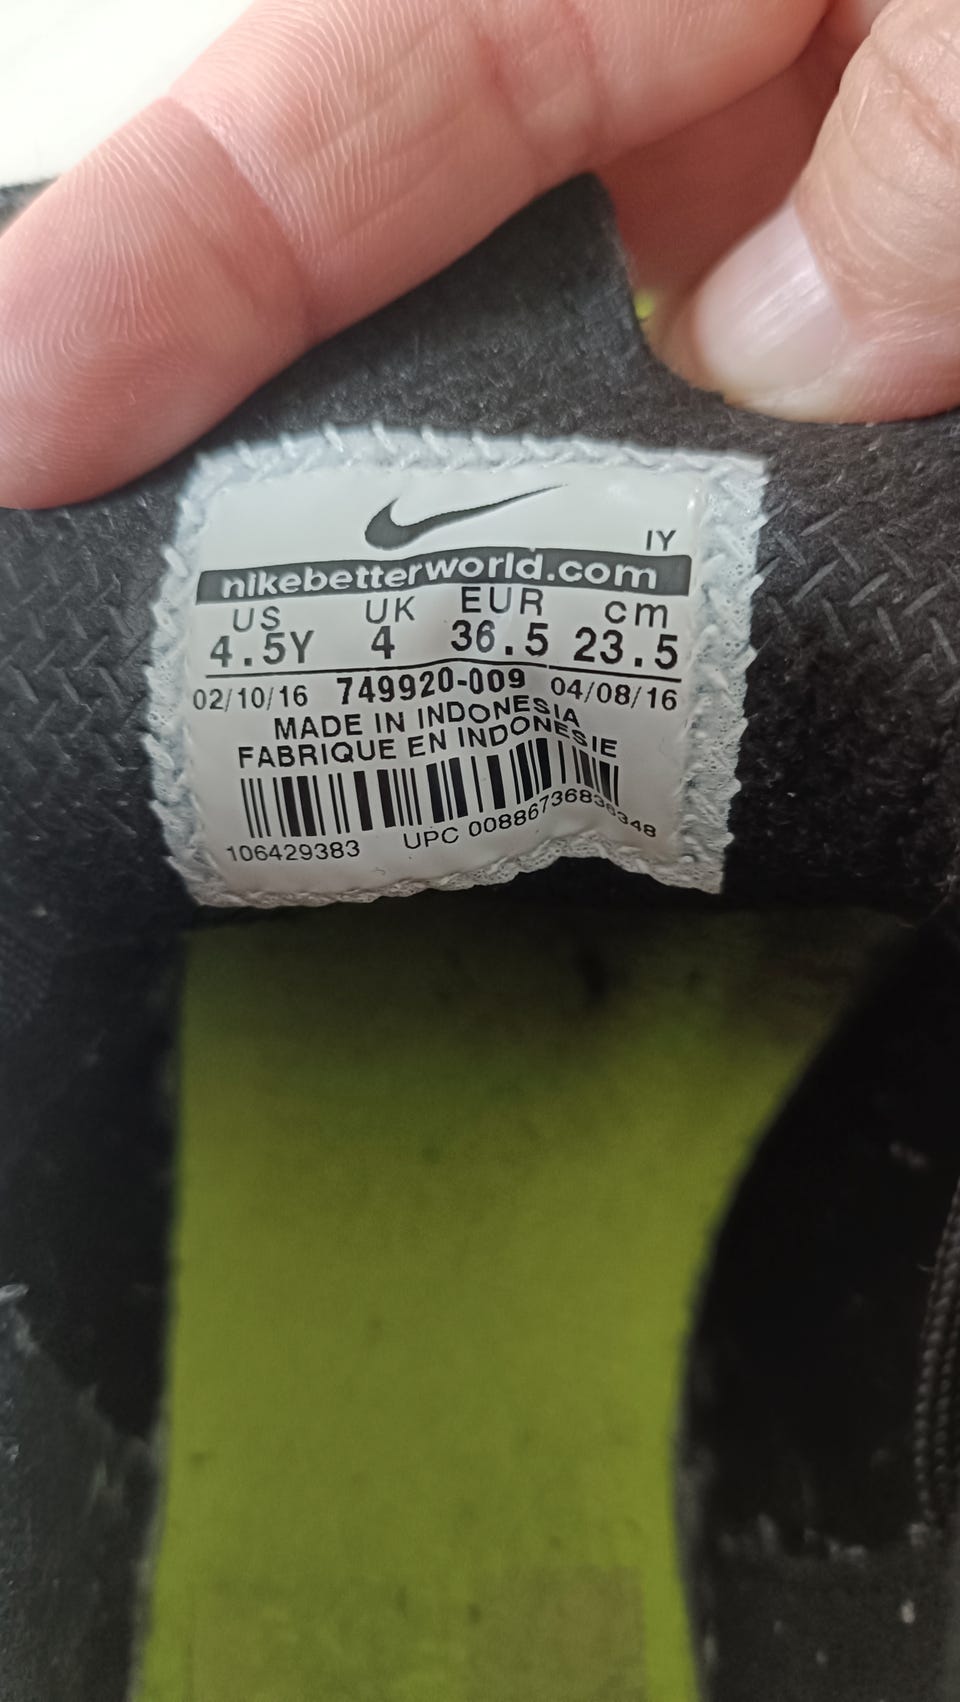 IY
nikebetterworld.com
US UK EUR cm
4.5Y 4 36.5 23.5
02/10/16 749920-009 04/08/16
MADE IN INDONESIA
FABRIQUE EN INDONESIE
106429383 UPC 00886736836348